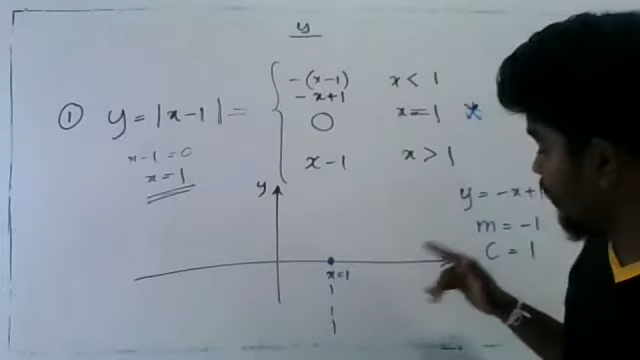 y
① y = |x-1| =
-(x-1) x < 1
-x+1
0 x=1 *
x-1 x > 1
x-1=0
x=1
y
y = -x+1
m = -1
c = 1
x=1